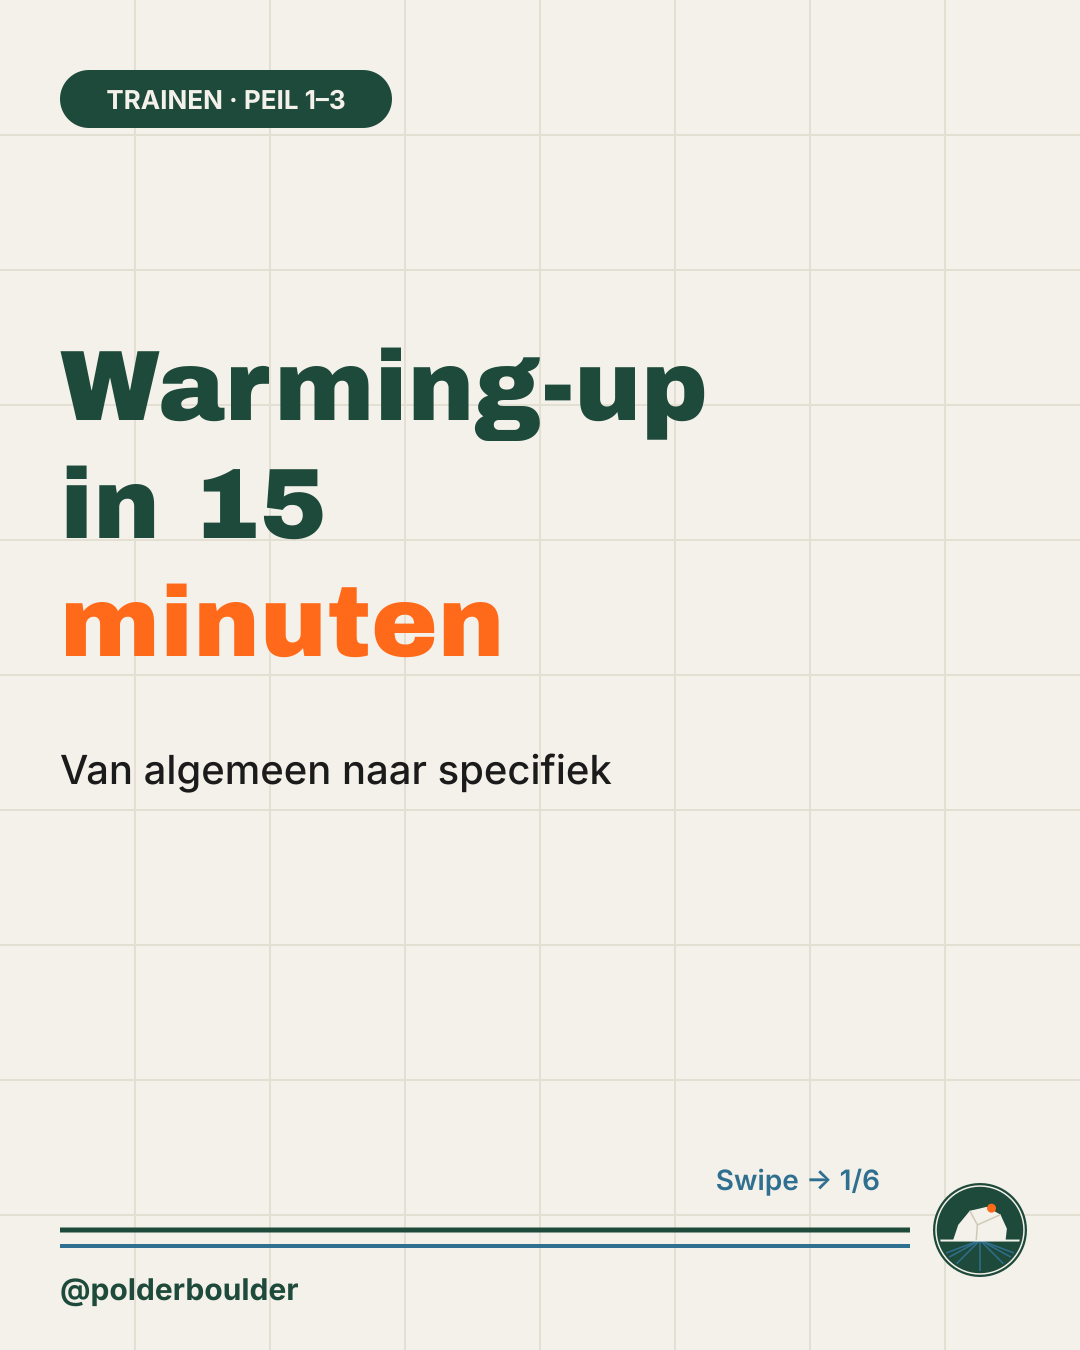 TRAINEN · PEIL 1–3
Warming-up
in 15
minuten
Van algemeen naar specifiek
Swipe → 1/6
@polderboulder